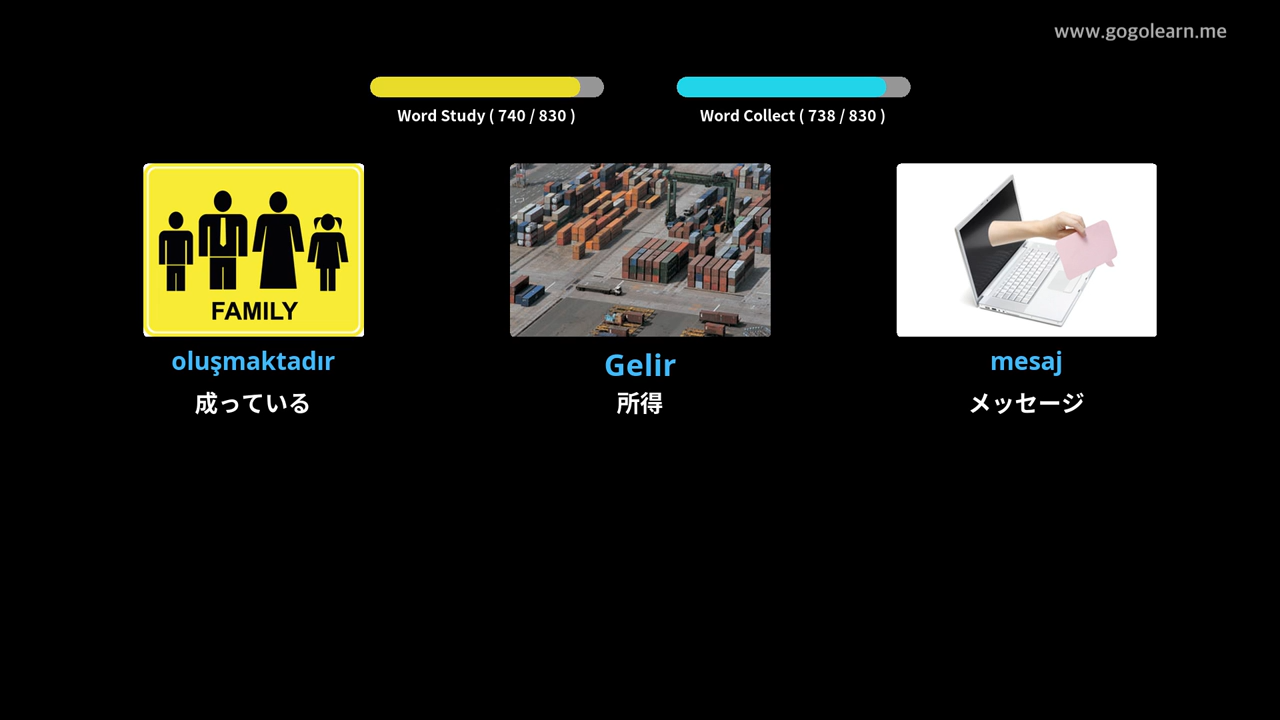 www.gogolearn.me
Word Study ( 740 / 830 )
Word Collect ( 738 / 830 )
FAMILY
oluşmaktadır
Gelir
mesaj
成っている
所得
メッセージ